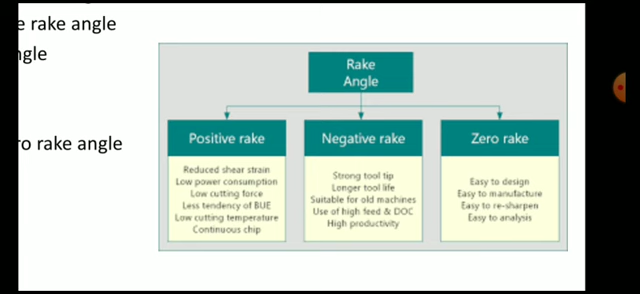 e rake angle
ngle
ro rake angle
Rake
Angle
Positive rake
Reduced shear strain
Low power consumption
Low cutting force
Less tendency of BUE
Low cutting temperature
Continuous chip
Negative rake
Strong tool tip
Longer tool life
Suitable for old machines
Use of high feed & DOC
High productivity
Zero rake
Easy to design
Easy to manufacture
Easy to re-sharpen
Easy to analysis